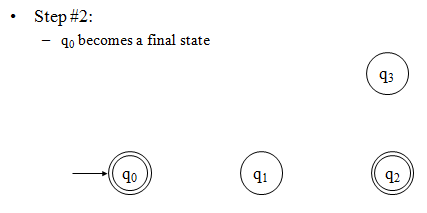 • Step #2:
– q0 becomes a final state
q3
q0 q1 q2